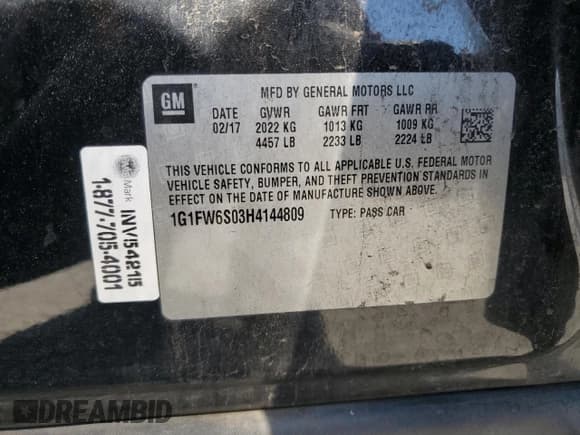 GM
MFD BY GENERAL MOTORS LLC
DATE GVWR GAWR FRT GAWR RR
02/17 2022 KG 1013 KG 1009 KG
4457 LB 2233 LB 2224 LB
THIS VEHICLE CONFORMS TO ALL APPLICABLE U.S. FEDERAL MOTOR
VEHICLE SAFETY, BUMPER, AND THEFT PREVENTION STANDARDS IN
EFFECT ON THE DATE OF MANUFACTURE SHOWN ABOVE.
1G1FW6S03H4144809 TYPE: PASS CAR
Mark INV54215
1-877-705-4001
DREAMBID